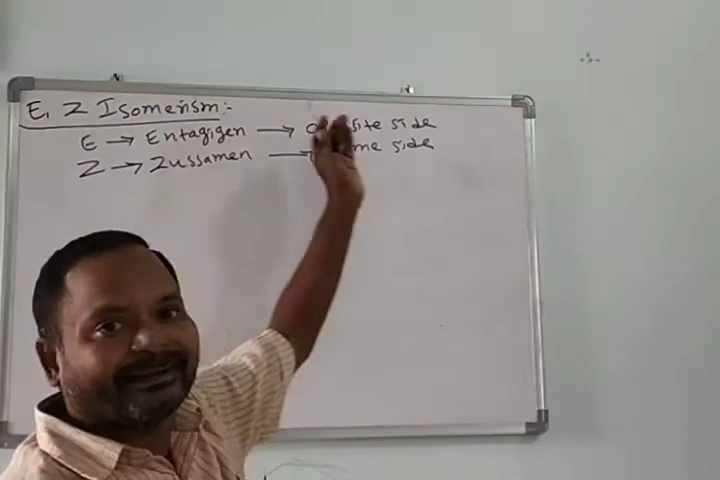 E, Z Isomerism:-
E → Entagigen → side
Z → Zussamen → side